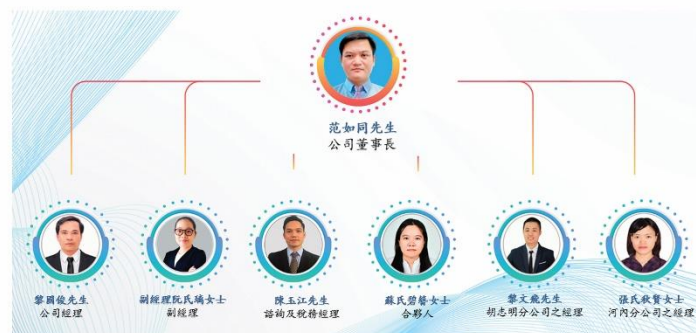 范如同先生
公司董事長
黎國俊先生
公司經理
副經理阮氏瑀女士
副經理
陳玉江先生
諮詢及稅務經理
蘇氏碧馨女士
合夥人
黎文飛先生
胡志明分公司之經理
張氏秋賢女士
河內分公司之經理